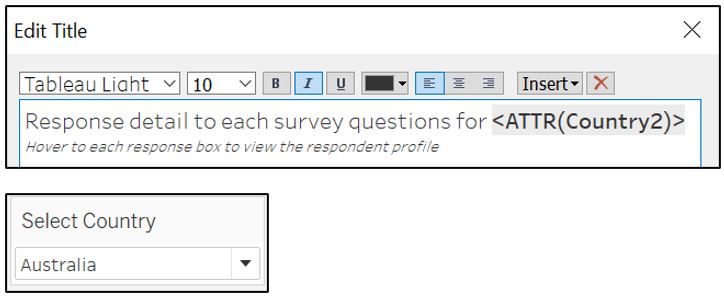 Edit Title
Tableau Light 10 B I U Insert
Response detail to each survey questions for <ATTR(Country2)>
Hover to each response box to view the respondent profile
Select Country
Australia